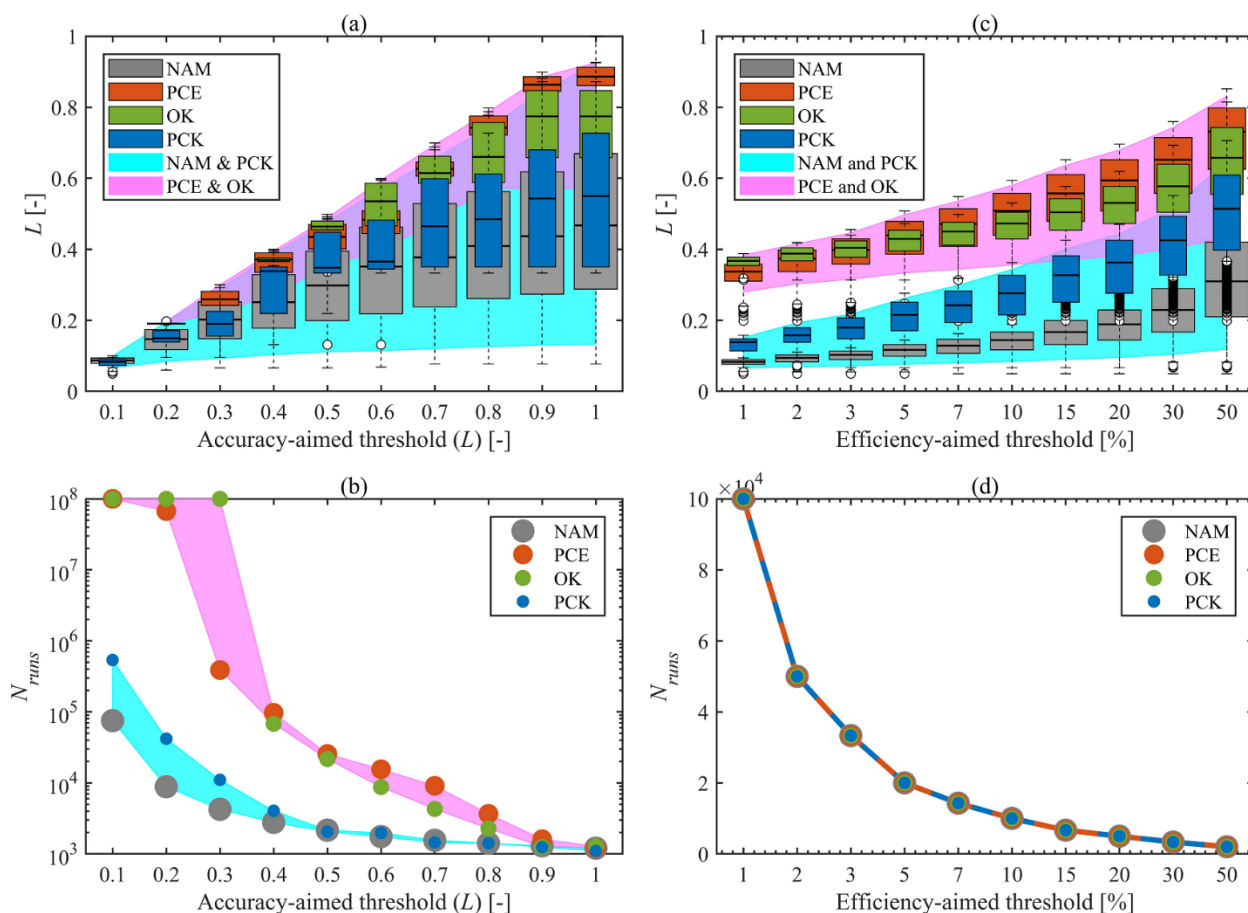 (a)
1
0.8
0.6
0.4
0.2
0
L [-]
NAM
PCE
OK
PCK
NAM & PCK
PCE & OK
0.1 0.2 0.3 0.4 0.5 0.6 0.7 0.8 0.9 1
Accuracy-aimed threshold (L) [-]
(c)
1
0.8
0.6
0.4
0.2
0
L [-]
NAM
PCE
OK
PCK
NAM and PCK
PCE and OK
1 2 3 5 7 10 15 20 30 50
Efficiency-aimed threshold [%]
(b)
10^8
10^7
10^6
10^5
10^4
10^3
N_runs
NAM
PCE
OK
PCK
0.1 0.2 0.3 0.4 0.5 0.6 0.7 0.8 0.9 1
Accuracy-aimed threshold (L) [-]
(d)
×10^4
10
8
6
4
2
0
N_runs
NAM
PCE
OK
PCK
1 2 3 5 7 10 15 20 30 50
Efficiency-aimed threshold [%]